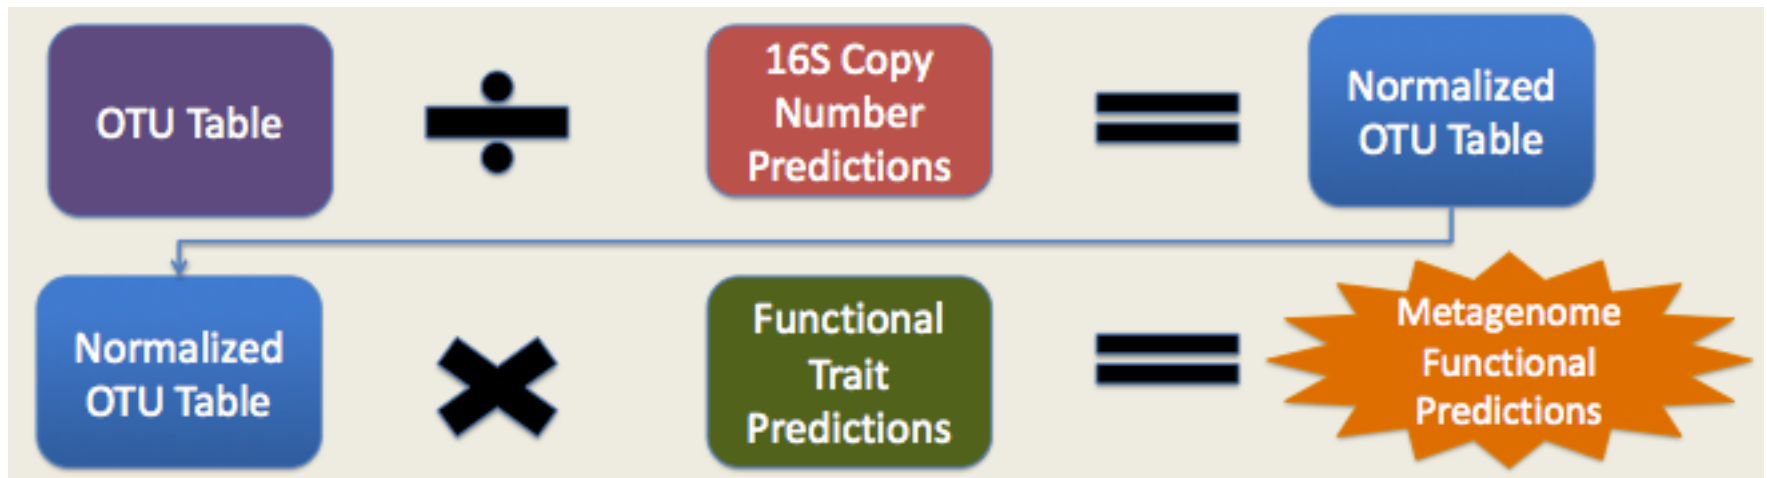 OTU Table
16S Copy
Number
Predictions
Normalized
OTU Table
Normalized
OTU Table
Functional
Trait
Predictions
Metagenome
Functional
Predictions